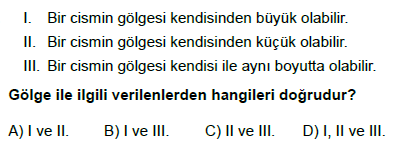 I. Bir cismin gölgesi kendisinden büyük olabilir.
II. Bir cismin gölgesi kendisinden küçük olabilir.
III. Bir cismin gölgesi kendisi ile aynı boyutta olabilir.
Gölge ile ilgili verilenlerden hangileri doğrudur?
A) I ve II. B) I ve III. C) II ve III. D) I, II ve III.